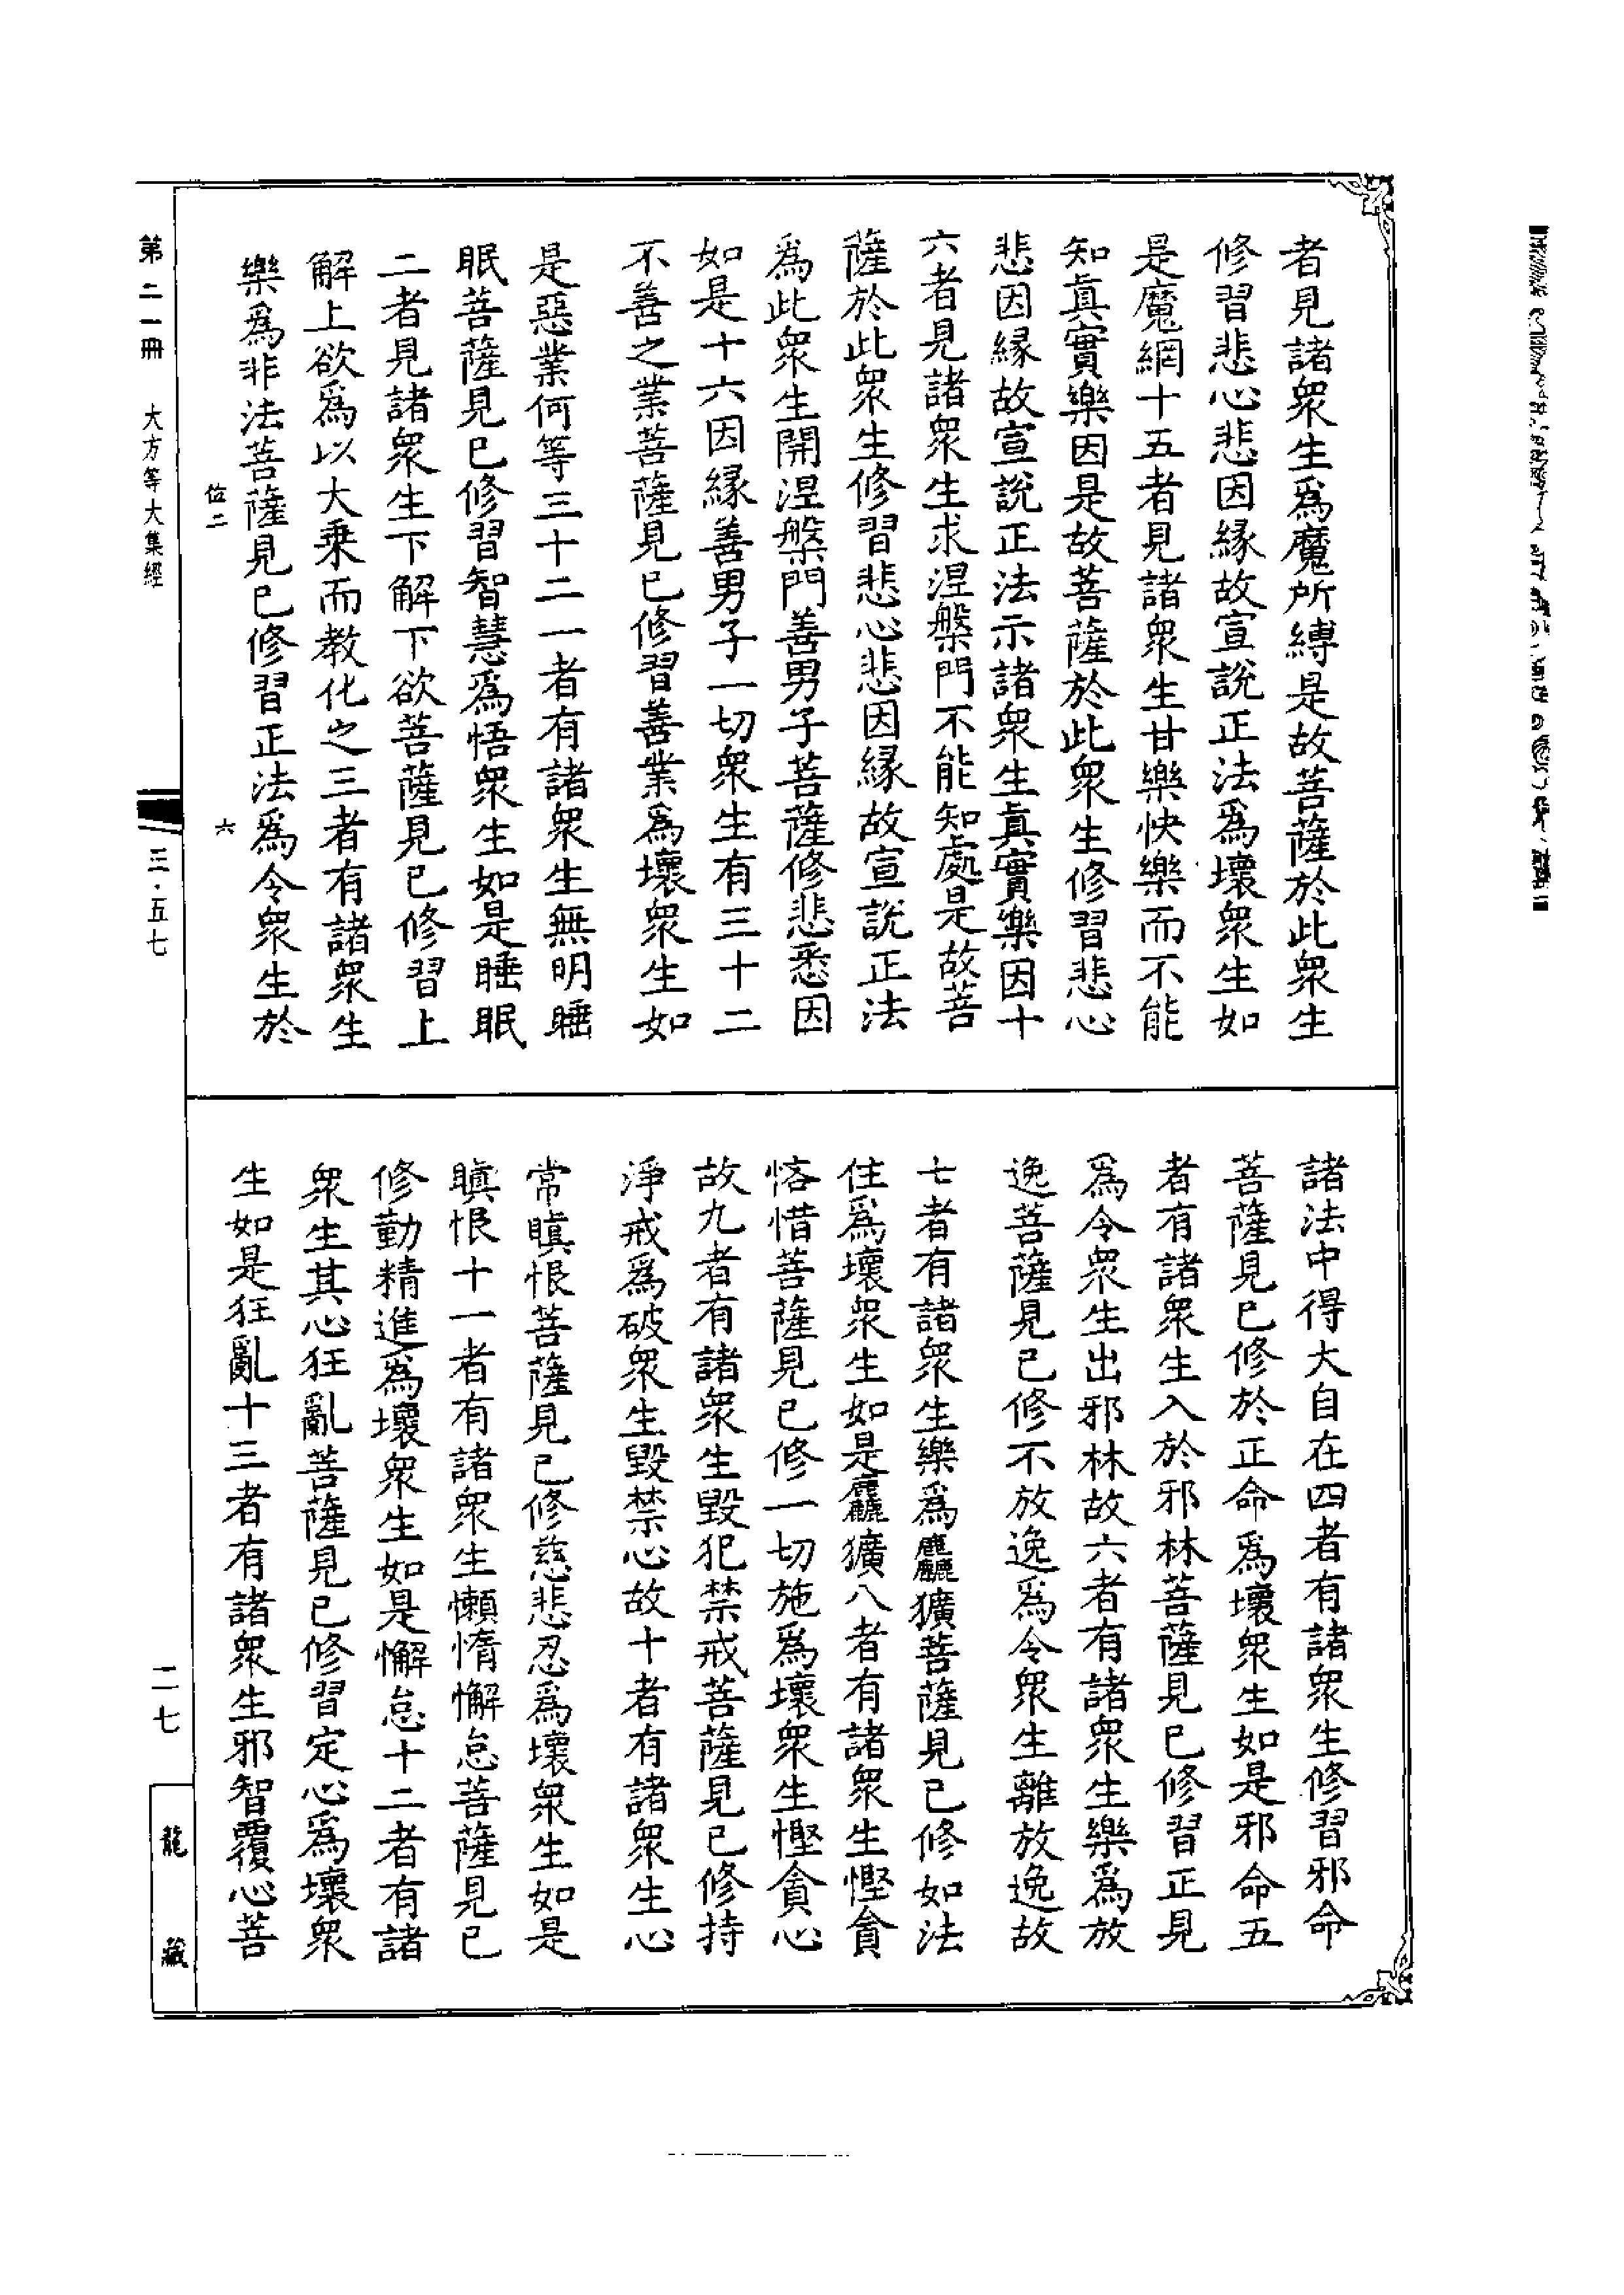 者見諸衆生爲魔所縛是故菩薩於此衆生
修習悲心悲因緣故宣說正法爲壞衆生如
是魔網十五者見諸衆生甘樂快樂而不能
知眞實樂因是故菩薩於此衆生修習悲心
悲因緣故宣說正法示諸衆生眞實樂因十
六者見諸衆生求涅槃門不能知處是故菩
薩於此衆生修習悲心悲因緣故宣說正法
爲此衆生開涅槃門善男子菩薩修悲悉因
如是十六因緣善男子一切衆生有三十二
不善之業菩薩見已修習善業爲壞衆生如
是惡業何等三十二一者有諸衆生無明睡
眠菩薩見已修習智慧爲悟衆生如是睡眠
二者見諸衆生下解下欲菩薩見已修習上
解上欲爲以大乘而教化之三者有諸衆生
樂爲非法菩薩見已修習正法爲令衆生於
諸法中得大自在四者有諸衆生修習邪命
菩薩見已修於正命爲壞衆生如是邪命五
者有諸衆生入於邪林菩薩見已修習正見
爲令衆生出邪林故六者有諸衆生樂爲放
逸菩薩見已修不放逸爲令衆生離放逸故
七者有諸衆生樂爲麤獷菩薩見已修如法
住爲壞衆生如是麤獷八者有諸衆生慳貪
悋惜菩薩見已修一切施爲壞衆生慳貪心
故九者有諸衆生毀犯禁戒菩薩見已修持
淨戒爲破衆生毀禁心故十者有諸衆生心
常瞋恨菩薩見已修慈悲忍爲壞衆生如是
瞋恨十一者有諸衆生懶惰懈怠菩薩見已
修勤精進爲壞衆生如是懈怠十二者有諸
衆生其心狂亂菩薩見已修習定心爲壞衆
生如是狂亂十三者有諸衆生邪智覆心菩
佐二 六
第二一冊 大方等大集經 三·五七
二七
龍藏